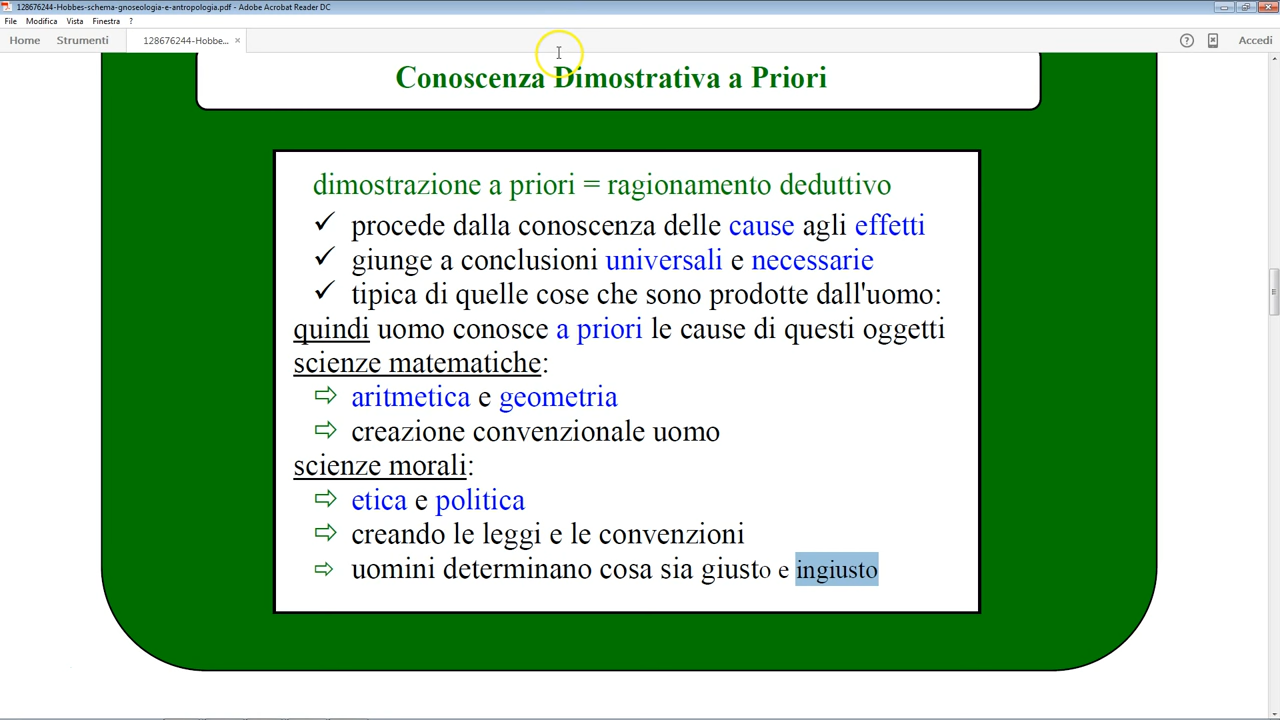 128676244-Hobbes-schema-gnoseologia-e-antropologia.pdf - Adobe Acrobat Reader DC
File Modifica Vista Finestra ?
Home Strumenti 128676244-Hobbe... × ? Accedi
Conoscenza Dimostrativa a Priori
dimostrazione a priori = ragionamento deduttivo
✓ procede dalla conoscenza delle cause agli effetti
✓ giunge a conclusioni universali e necessarie
✓ tipica di quelle cose che sono prodotte dall'uomo:
quindi uomo conosce a priori le cause di questi oggetti
scienze matematiche:
⇨ aritmetica e geometria
⇨ creazione convenzionale uomo
scienze morali:
⇨ etica e politica
⇨ creando le leggi e le convenzioni
⇨ uomini determinano cosa sia giusto e ingiusto